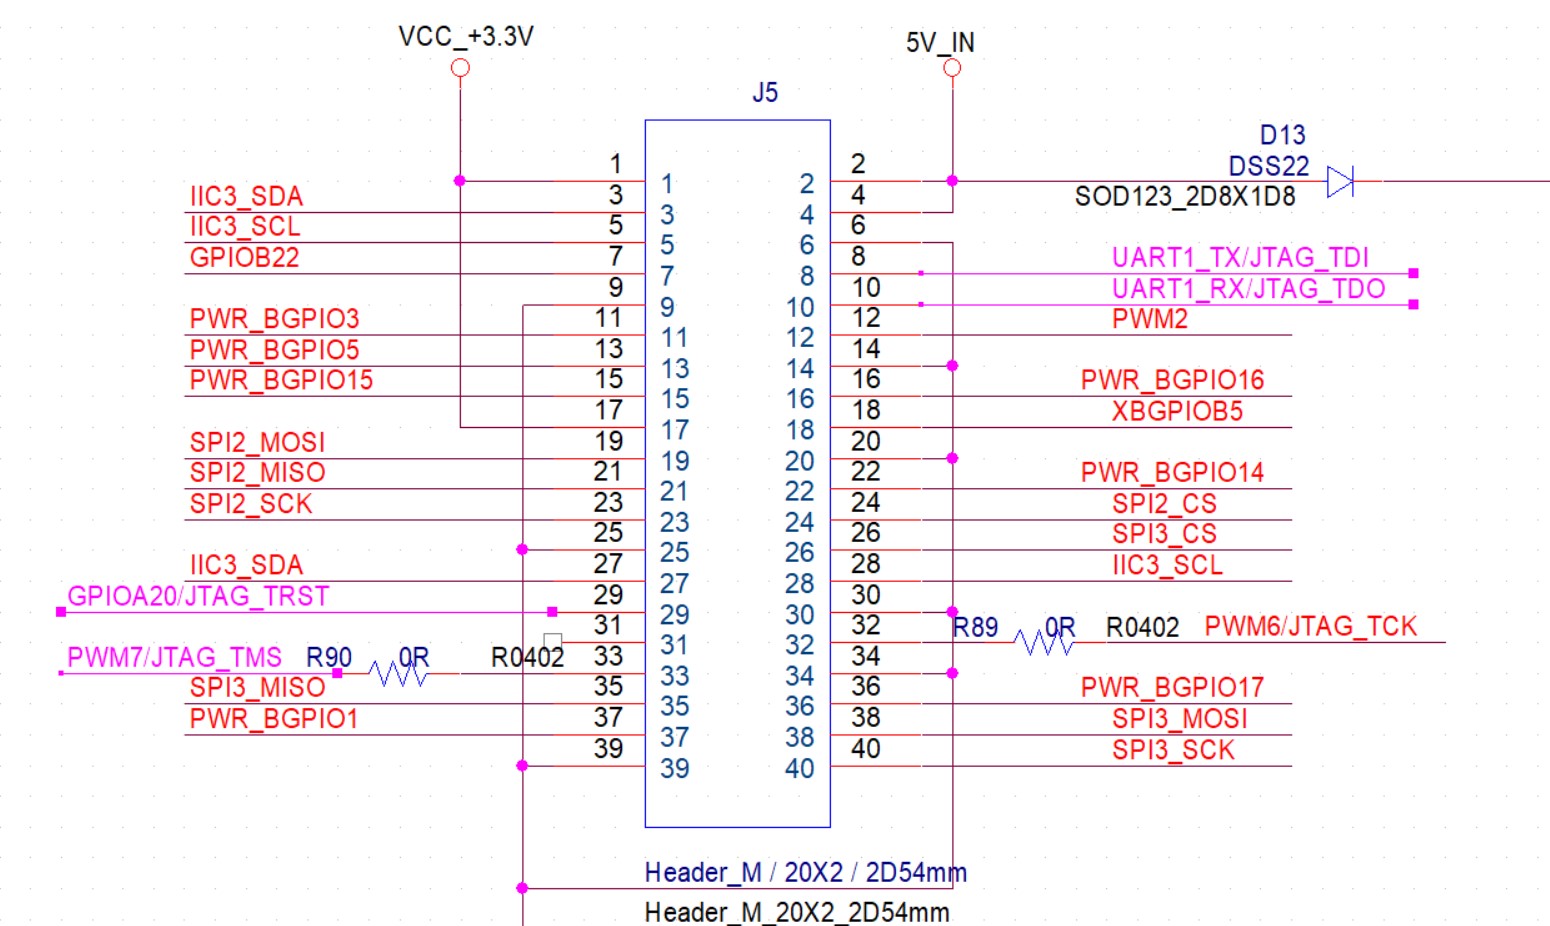 VCC_+3.3V
5V_IN
J5
D13
DSS22
SOD123_2D8X1D8
1 1 2 2
IIC3_SDA 3 3 4 4
IIC3_SCL 5 5 6 6
GPIOB22 7 7 8 8 UART1_TX/JTAG_TDI
9 9 10 10 UART1_RX/JTAG_TDO
PWR_BGPIO3 11 11 12 12 PWM2
PWR_BGPIO5 13 13 14 14
PWR_BGPIO15 15 15 16 16 PWR_BGPIO16
17 17 18 18 XBGPIOB5
SPI2_MOSI 19 19 20 20
SPI2_MISO 21 21 22 22 PWR_BGPIO14
SPI2_SCK 23 23 24 24 SPI2_CS
25 25 26 26 SPI3_CS
IIC3_SDA 27 27 28 28 IIC3_SCL
GPIOA20/JTAG_TRST 29 29 30 30
31 31 32 32 R89 0R R0402 PWM6/JTAG_TCK
PWM7/JTAG_TMS R90 0R R0402 33 33 34 34
SPI3_MISO 35 35 36 36 PWR_BGPIO17
PWR_BGPIO1 37 37 38 38 SPI3_MOSI
39 39 40 40 SPI3_SCK
Header_M / 20X2 / 2D54mm
Header_M_20X2_2D54mm